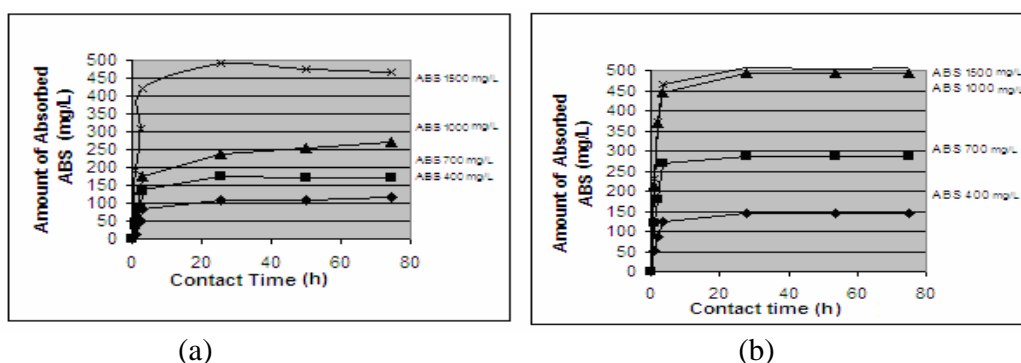 Amount of Absorbed
ABS (mg/L)
500
450
400
350
300
250
200
150
100
50
0
0
20
40
60
80
Contact Time (h)
ABS 1500 mg/L
ABS 1000 mg/L
ABS 700 mg/L
ABS 400 mg/L
(a)
Amount of Absorbed
ABS (mg/L)
500
450
400
350
300
250
200
150
100
50
0
0
20
40
60
80
Contact time (h)
ABS 1500 mg/L
ABS 1000 mg/L
ABS 700 mg/L
ABS 400 mg/L
(b)